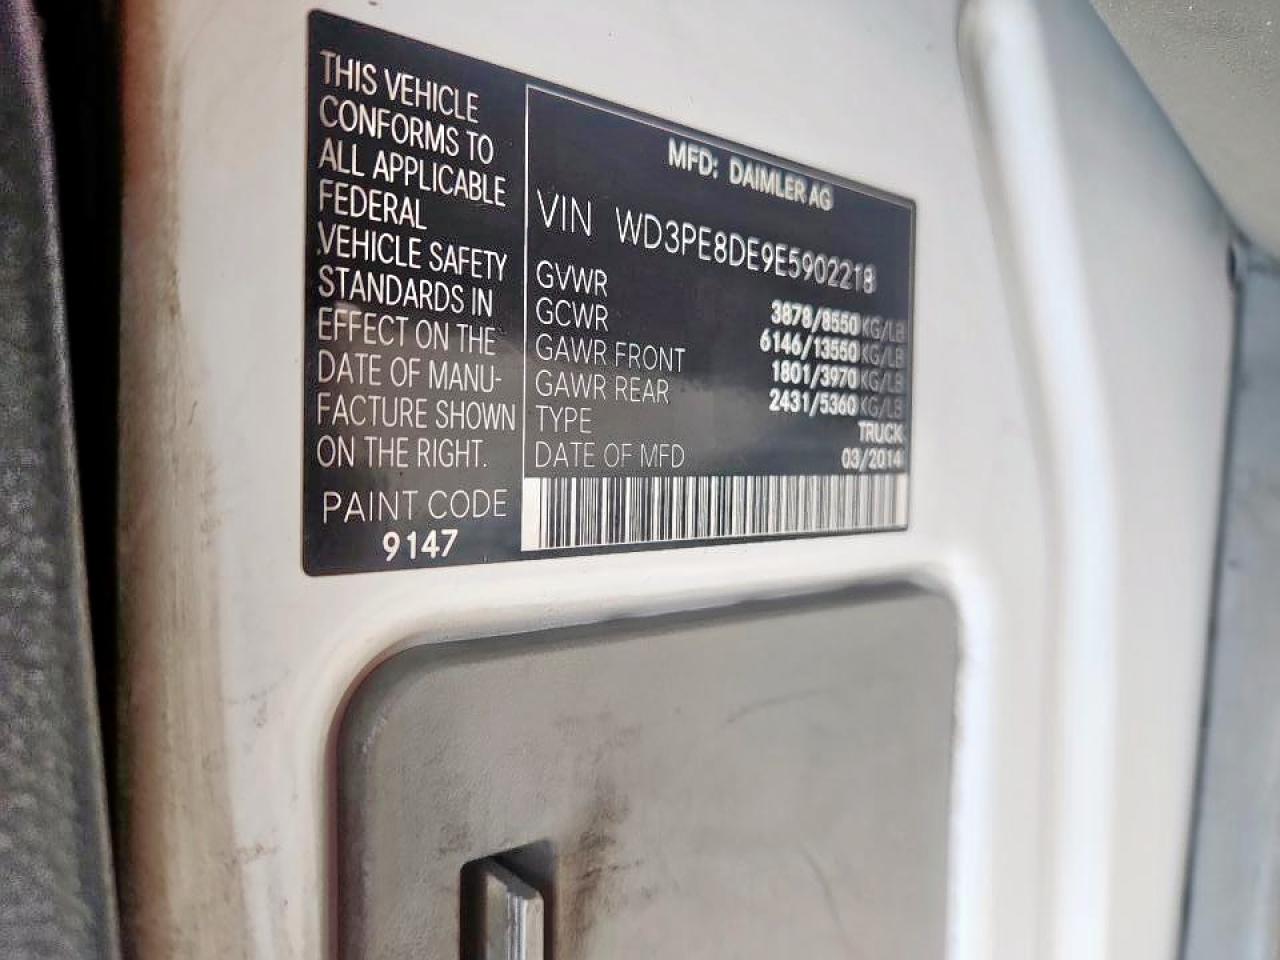 THIS VEHICLE
CONFORMS TO
ALL APPLICABLE
FEDERAL
VEHICLE SAFETY
STANDARDS IN
EFFECT ON THE
DATE OF MANU-
FACTURE SHOWN
ON THE RIGHT.
PAINT CODE
9147
MFD: DAIMLER AG
VIN WD3PE8DE9E5902218
GVWR 3878/8550 KG/LB
GCWR 6146/13550 KG/LB
GAWR FRONT 1801/3970 KG/LB
GAWR REAR 2431/5360 KG/LB
TYPE TRUCK
DATE OF MFD 03/2014